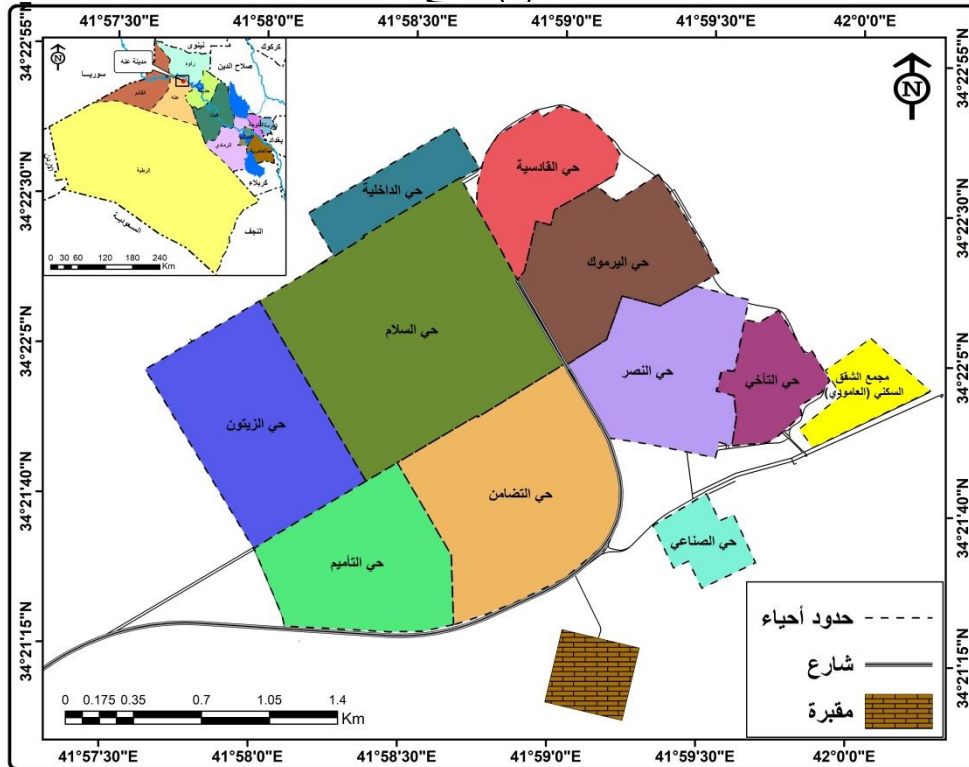 41°57'30"E 41°58'0"E 41°58'30"E 41°59'0"E 41°59'30"E 42°0'0"E
34°22'55"N
34°22'30"N
34°22'5"N
34°21'40"N
34°21'15"N
34°22'55"N
34°22'30"N
34°22'5"N
34°21'40"N
34°21'15"N
N
نينوى
كركوك
راوه
صلاح الدين
مدينة عنه
سوريا
القائم
عنه
هيت
الرمادي
بغداد
الرطبة
كربلاء
الاردن
السعودية
النجف
0 30 60 120 180 240
Km
N
حي القادسية
حي الداخلية
حي اليرموك
حي السلام
حي النصر
حي التآخي
مجمع الشقق
السكني (العامودي)
حي الزيتون
حي التضامن
حي الصناعي
حي التأميم
حدود أحياء
شارع
مقبرة
0 0.175 0.35 0.7 1.05 1.4
Km
41°57'30"E 41°58'0"E 41°58'30"E 41°59'0"E 41°59'30"E 42°0'0"E